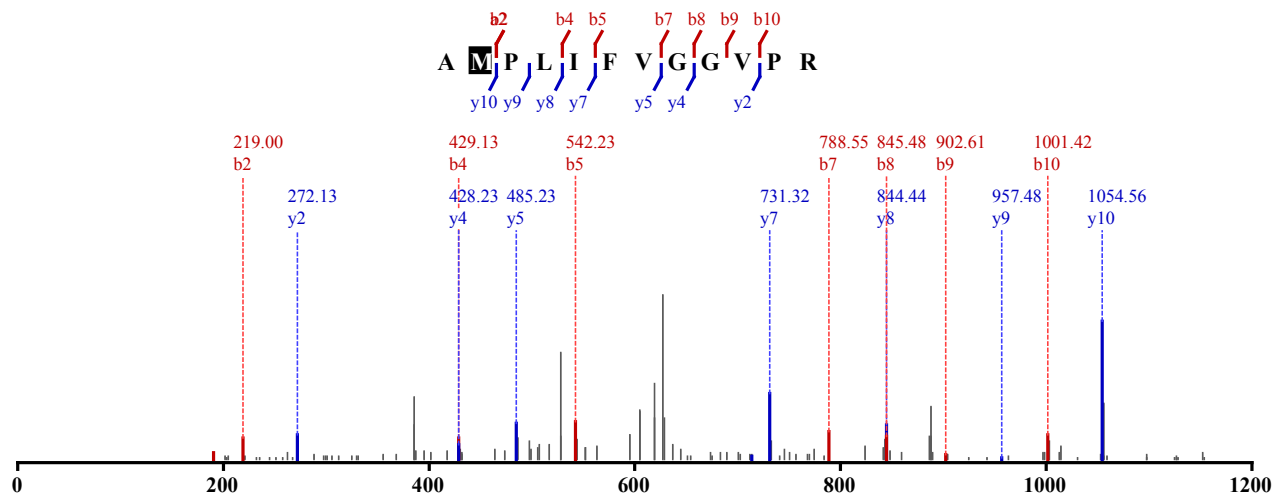 a2 b2 b4 b5 b7 b8 b9 b10
A M P L I F V G G V P R
y10 y9 y8 y7 y5 y4 y2
219.00 429.13 542.23 788.55 845.48 902.61 1001.42
b2 b4 b5 b7 b8 b9 b10
272.13 428.23 485.23 731.32 844.44 957.48 1054.56
y2 y4 y5 y7 y8 y9 y10
0 200 400 600 800 1000 1200